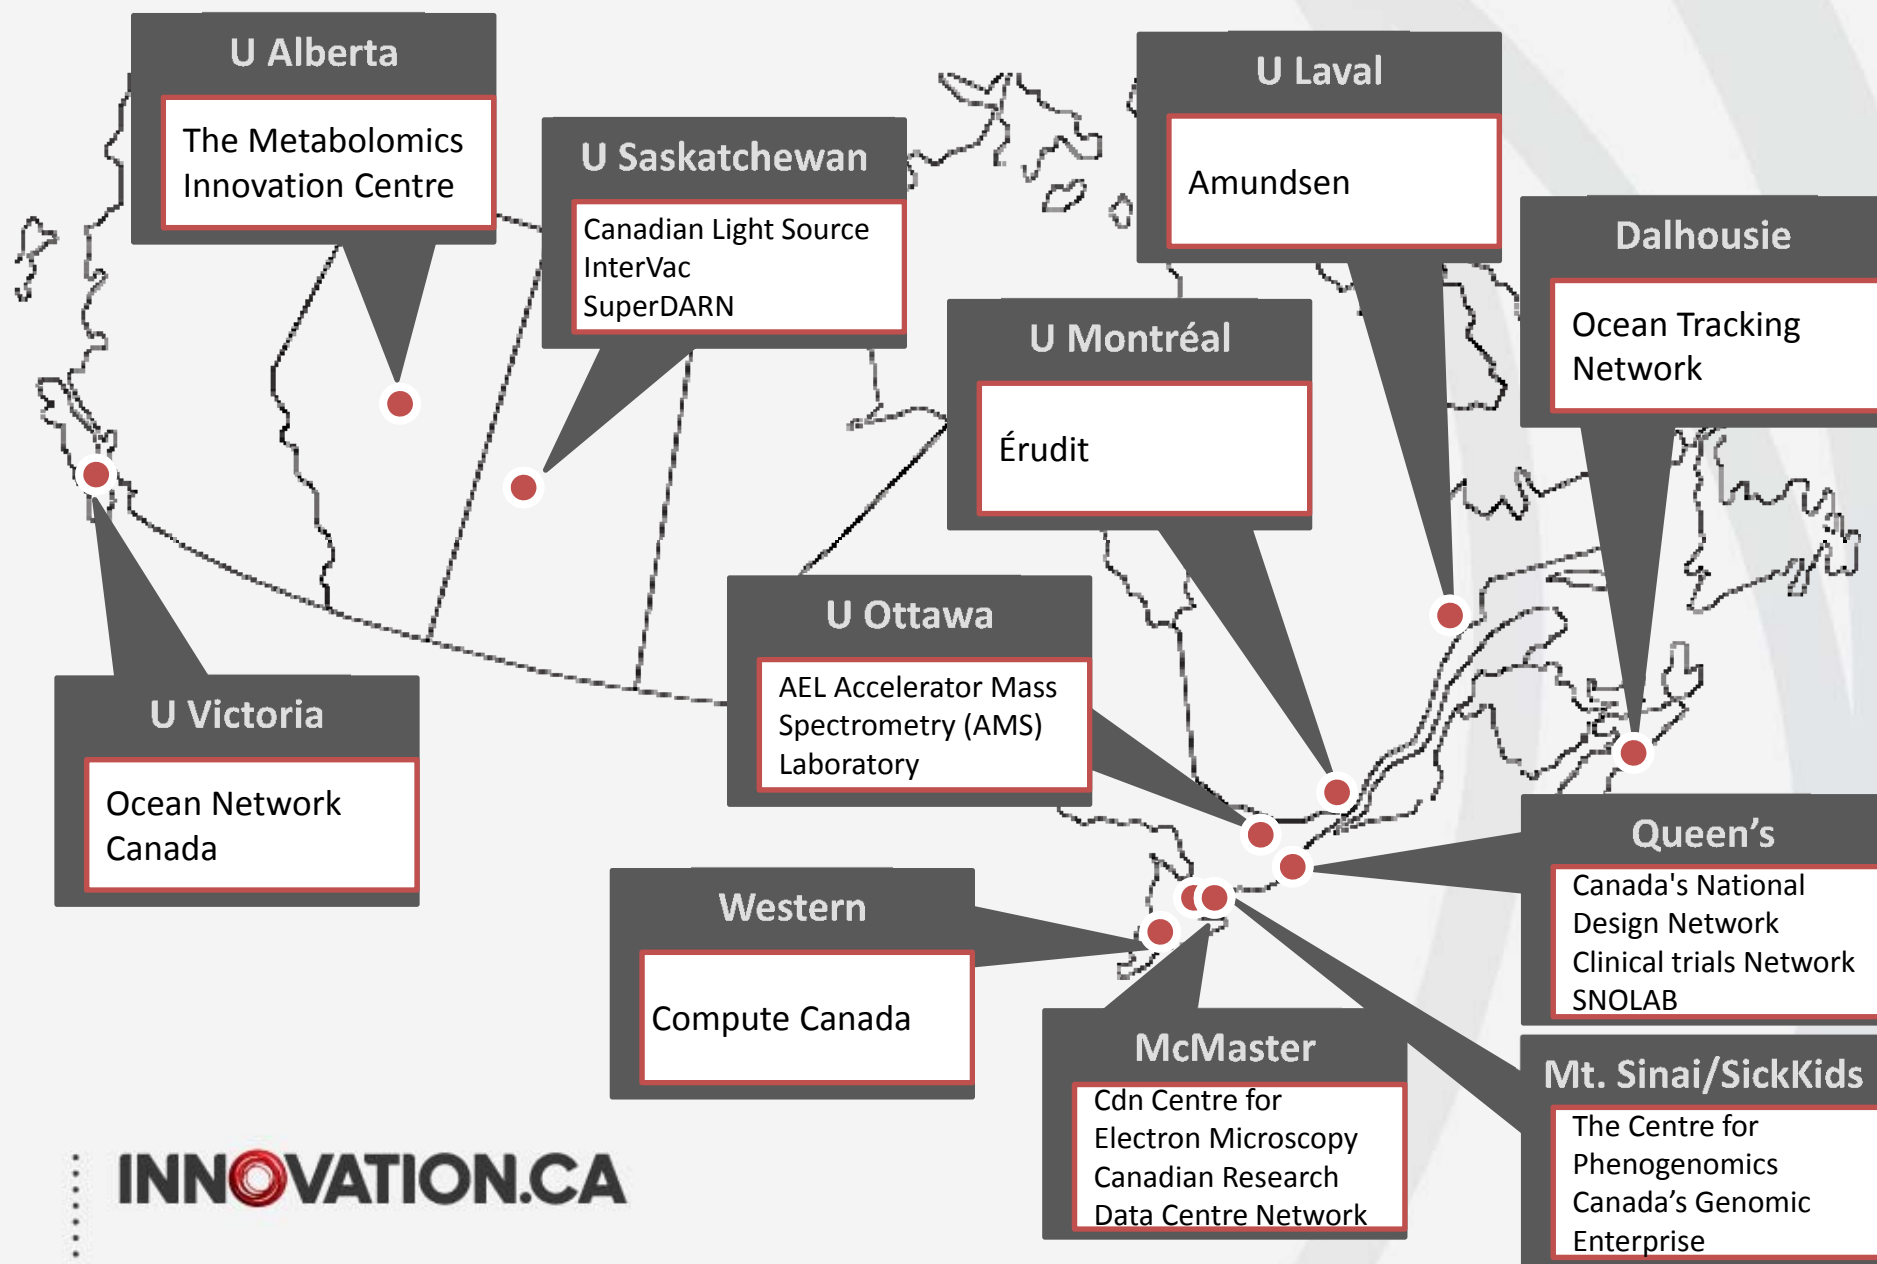 U Alberta
The Metabolomics
Innovation Centre
U Saskatchewan
Canadian Light Source
InterVac
SuperDARN
U Laval
Amundsen
Dalhousie
Ocean Tracking
Network
U Montréal
Érudit
U Ottawa
AEL Accelerator Mass
Spectrometry (AMS)
Laboratory
U Victoria
Ocean Network
Canada
Western
Compute Canada
Queen’s
Canada's National
Design Network
Clinical trials Network
SNOLAB
McMaster
Cdn Centre for
Electron Microscopy
Canadian Research
Data Centre Network
Mt. Sinai/SickKids
The Centre for
Phenogenomics
Canada’s Genomic
Enterprise
INNOVATION.CA